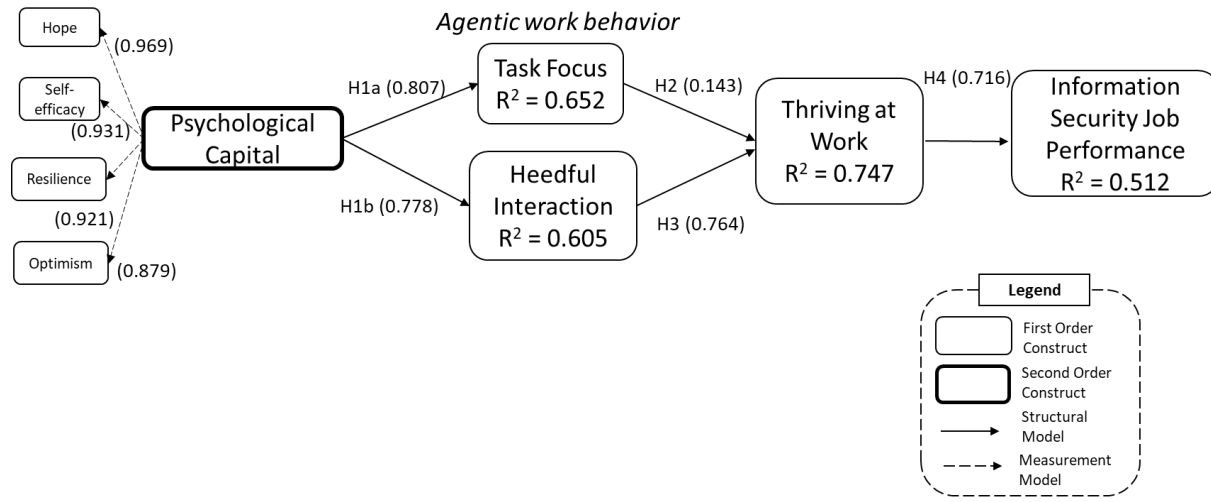 Hope
(0.969)
Self-
efficacy
(0.931)
Resilience
(0.921)
Optimism
(0.879)
Psychological
Capital
Agentic work behavior
H1a (0.807)
Task Focus
R² = 0.652
H1b (0.778)
Heedful
Interaction
R² = 0.605
H2 (0.143)
H3 (0.764)
Thriving at
Work
R² = 0.747
H4 (0.716)
Information
Security Job
Performance
R² = 0.512
Legend
First Order
Construct
Second Order
Construct
Structural
Model
Measurement
Model